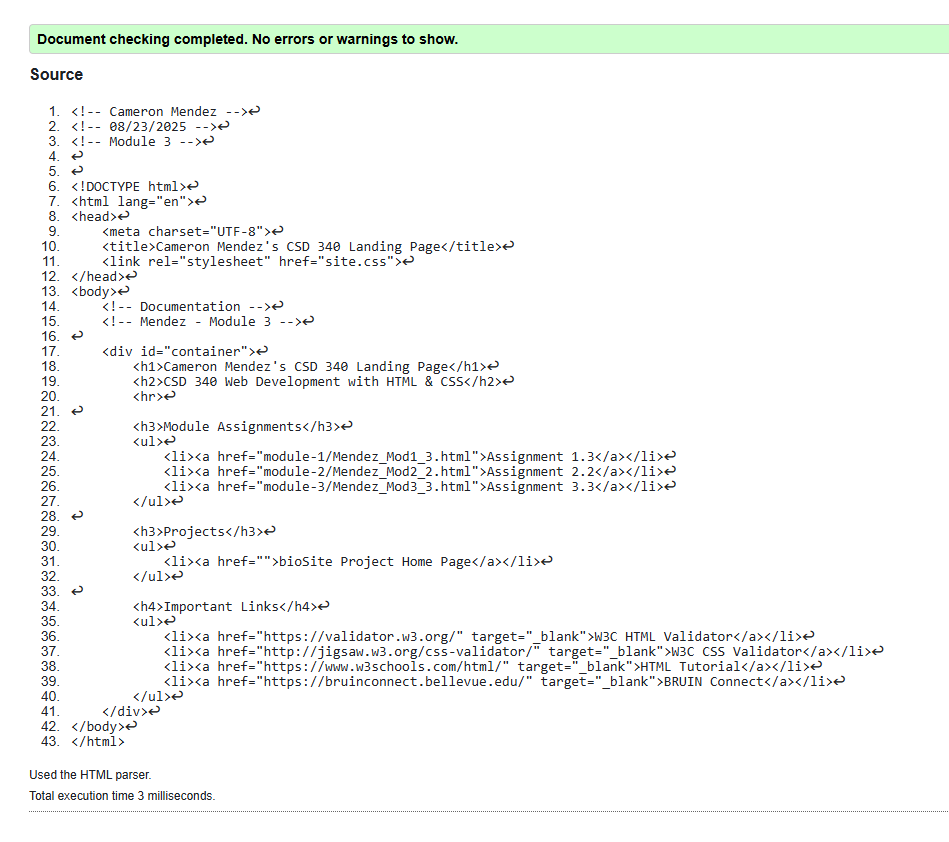 Document checking completed. No errors or warnings to show.
Source
1. <!-- Cameron Mendez -->↩
2. <!-- 08/23/2025 -->↩
3. <!-- Module 3 -->↩
4. ↩
5. ↩
6. <!DOCTYPE html>↩
7. <html lang="en">↩
8. <head>↩
9.     <meta charset="UTF-8">↩
10.     <title>Cameron Mendez's CSD 340 Landing Page</title>↩
11.     <link rel="stylesheet" href="site.css">↩
12. </head>↩
13. <body>↩
14.     <!-- Documentation -->↩
15.     <!-- Mendez - Module 3 -->↩
16. ↩
17.     <div id="container">↩
18.         <h1>Cameron Mendez's CSD 340 Landing Page</h1>↩
19.         <h2>CSD 340 Web Development with HTML & CSS</h2>↩
20.         <hr>↩
21. ↩
22.         <h3>Module Assignments</h3>↩
23.         <ul>↩
24.             <li><a href="module-1/Mendez_Mod1_3.html">Assignment 1.3</a></li>↩
25.             <li><a href="module-2/Mendez_Mod2_2.html">Assignment 2.2</a></li>↩
26.             <li><a href="module-3/Mendez_Mod3_3.html">Assignment 3.3</a></li>↩
27.         </ul>↩
28. ↩
29.         <h3>Projects</h3>↩
30.         <ul>↩
31.             <li><a href="">bioSite Project Home Page</a></li>↩
32.         </ul>↩
33. ↩
34.         <h4>Important Links</h4>↩
35.         <ul>↩
36.             <li><a href="https://validator.w3.org/" target="_blank">W3C HTML Validator</a></li>↩
37.             <li><a href="http://jigsaw.w3.org/css-validator/" target="_blank">W3C CSS Validator</a></li>↩
38.             <li><a href="https://www.w3schools.com/html/" target="_blank">HTML Tutorial</a></li>↩
39.             <li><a href="https://bruinconnect.bellevue.edu/" target="_blank">BRUIN Connect</a></li>↩
40.         </ul>↩
41.     </div>↩
42. </body>↩
43. </html>
Used the HTML parser.
Total execution time 3 milliseconds.